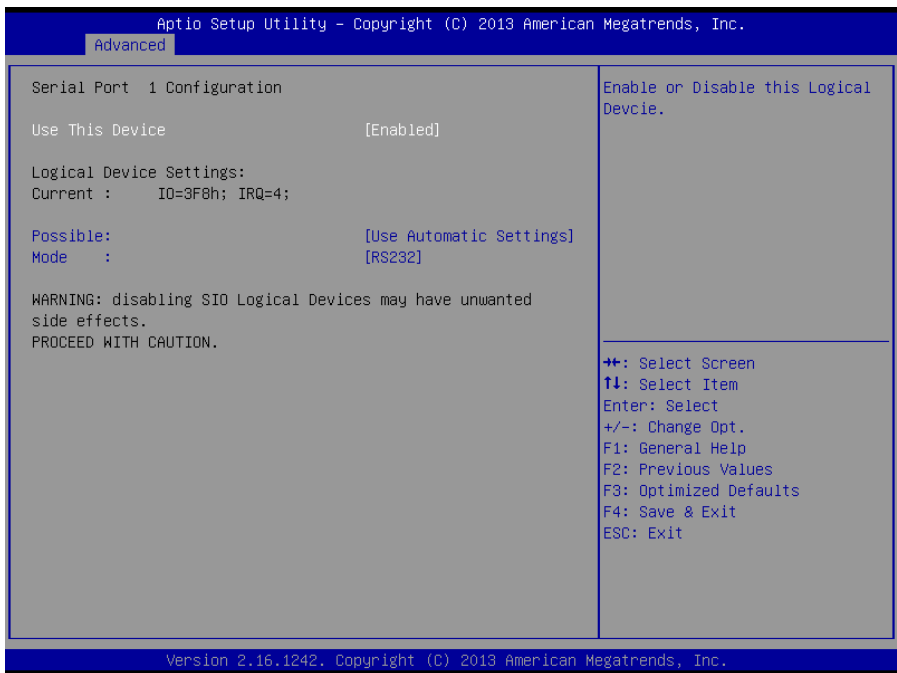 Aptio Setup Utility – Copyright (C) 2013 American Megatrends, Inc.
Advanced
Serial Port 1 Configuration
Use This Device [Enabled]
Logical Device Settings:
Current : IO=3F8h; IRQ=4;
Possible: [Use Automatic Settings]
Mode : [RS232]
WARNING: disabling SIO Logical Devices may have unwanted
side effects.
PROCEED WITH CAUTION.
Enable or Disable this Logical
Devcie.
→←: Select Screen
↑↓: Select Item
Enter: Select
+/-: Change Opt.
F1: General Help
F2: Previous Values
F3: Optimized Defaults
F4: Save & Exit
ESC: Exit
Version 2.16.1242. Copyright (C) 2013 American Megatrends, Inc.